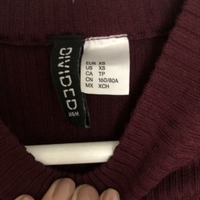 DIVIDED
H&M
EUR XS
US XS
CA TP
CN 160/80A
MX XCH